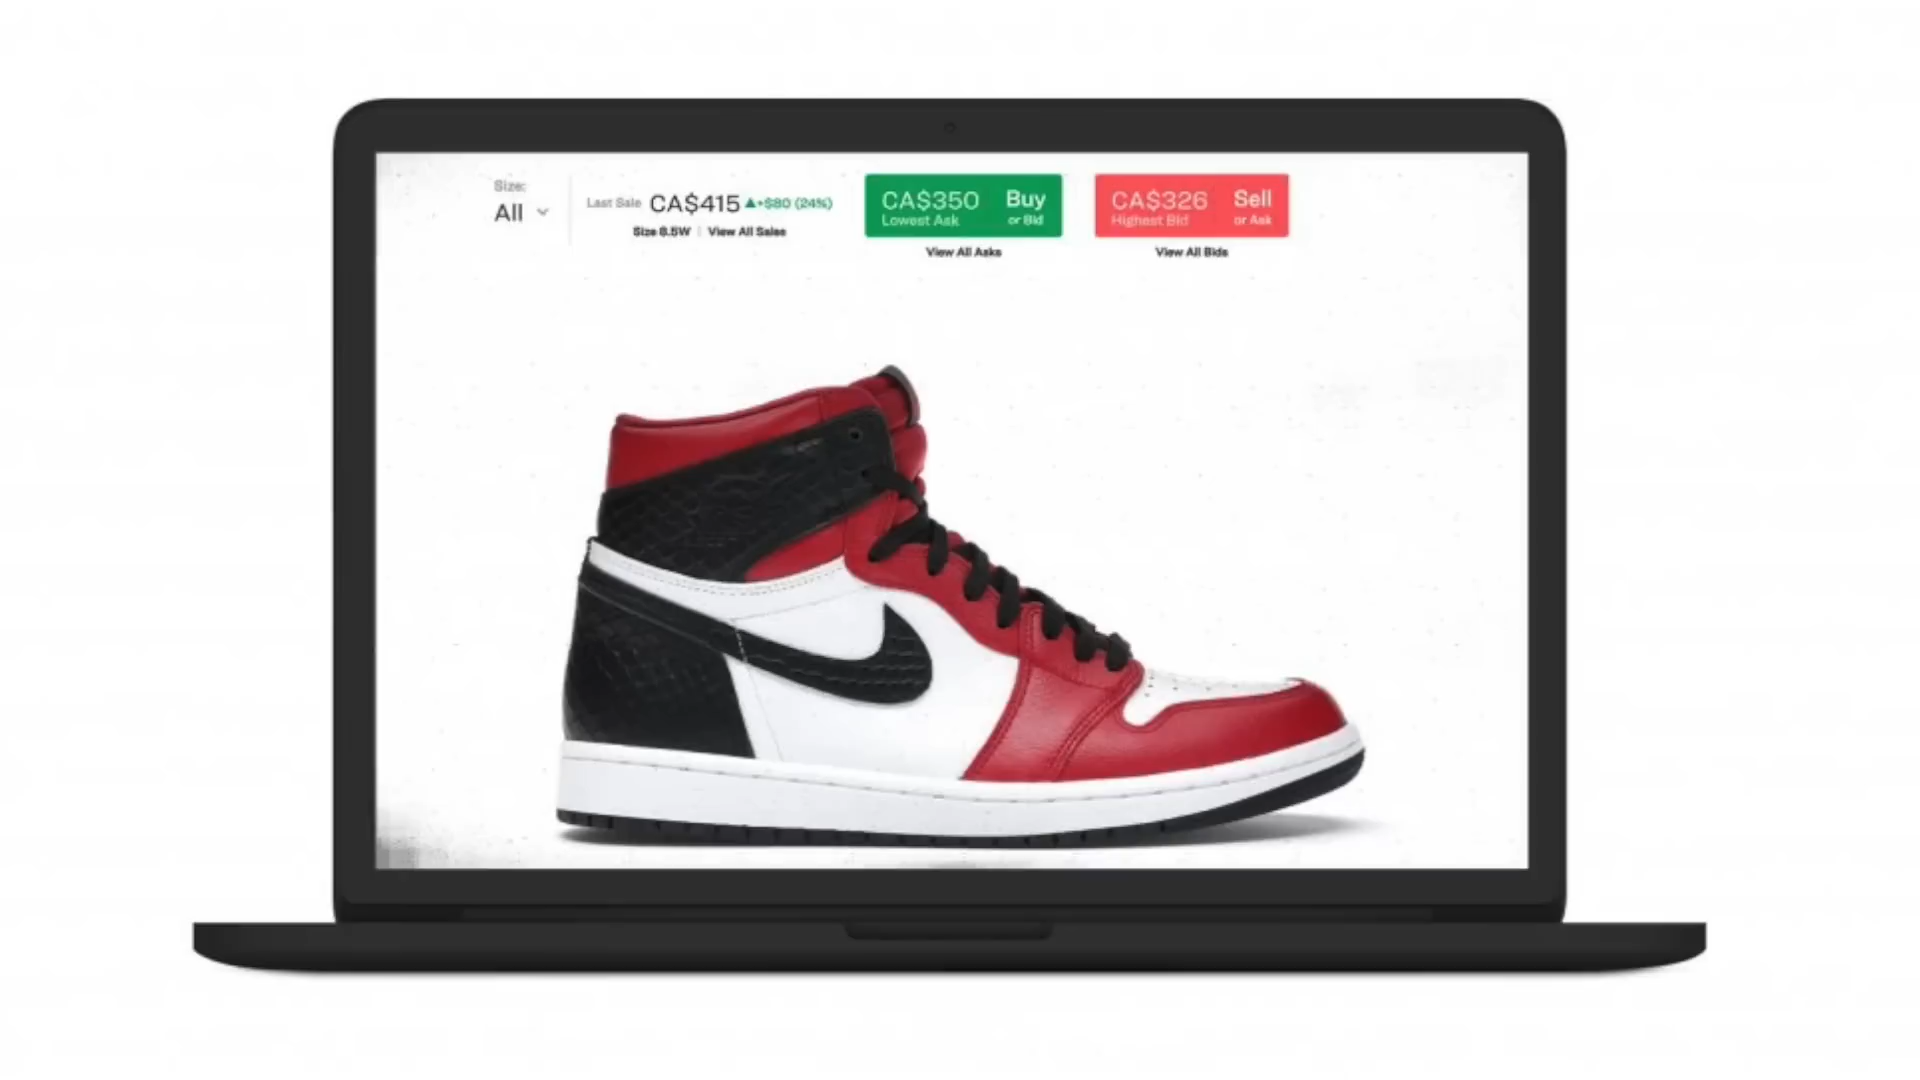 Size:
All
Last Sale CA$415 ▲+$80 (24%)
Size 8.5W | View All Sales
CA$350 Buy
Lowest Ask or Bid
View All Asks
CA$326 Sell
Highest Bid or Ask
View All Bids